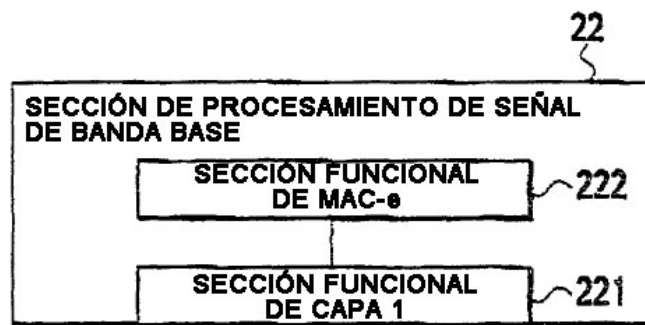 22
SECCIÓN DE PROCESAMIENTO DE SEÑAL
DE BANDA BASE
SECCIÓN FUNCIONAL
DE MAC-e
222
SECCIÓN FUNCIONAL
DE CAPA 1
221